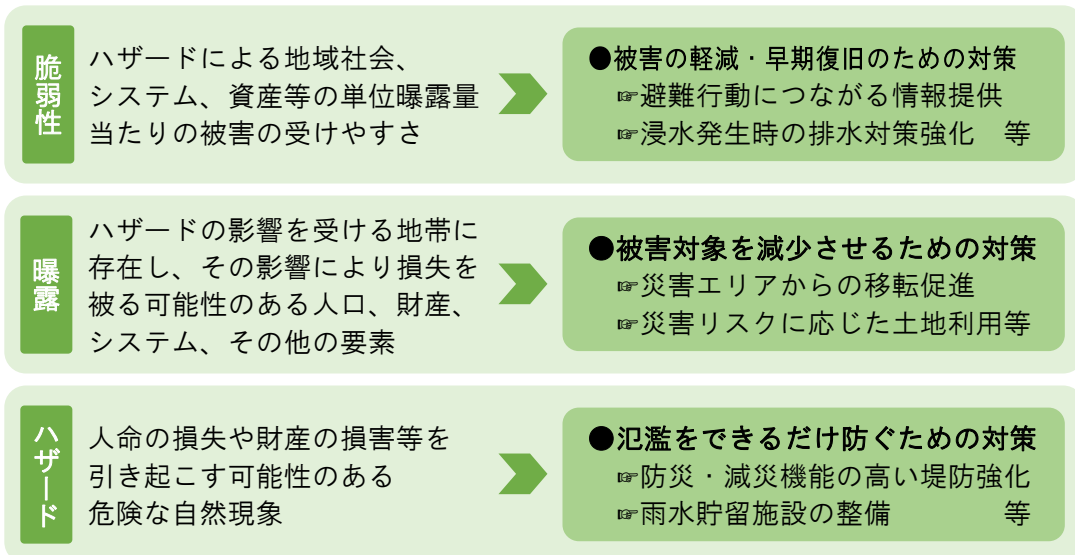 脆弱性
ハザードによる地域社会、
システム、資産等の単位曝露量
当たりの被害の受けやすさ
●被害の軽減・早期復旧のための対策
☞避難行動につながる情報提供
☞浸水発生時の排水対策強化　等
曝露
ハザードの影響を受ける地帯に
存在し、その影響により損失を
被る可能性のある人口、財産、
システム、その他の要素
●被害対象を減少させるための対策
☞災害エリアからの移転促進
☞災害リスクに応じた土地利用等
ハザード
人命の損失や財産の損害等を
引き起こす可能性のある
危険な自然現象
●氾濫をできるだけ防ぐための対策
☞防災・減災機能の高い堤防強化
☞雨水貯留施設の整備　　　等